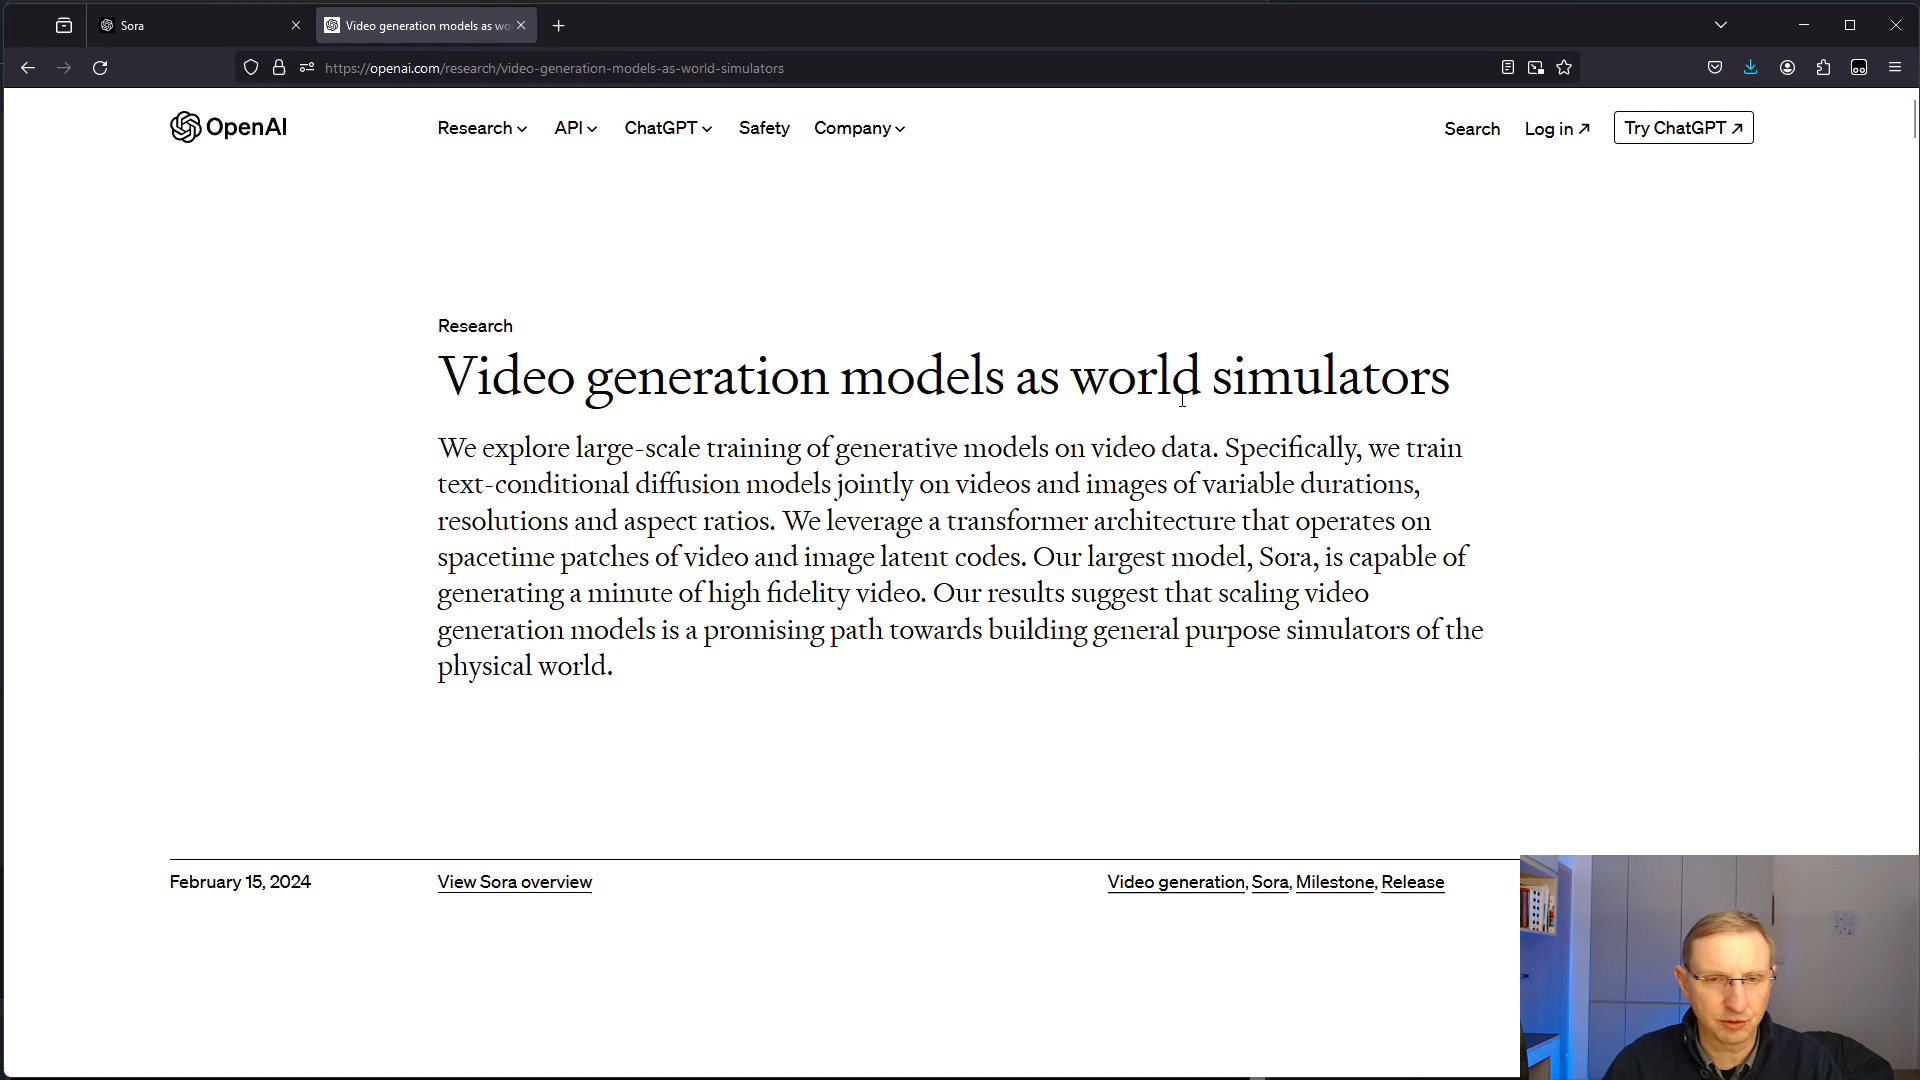 Sora
Video generation models as wo
https://openai.com/research/video-generation-models-as-world-simulators
OpenAI
Research API ChatGPT Safety Company
Search Log in ↗ Try ChatGPT ↗
Research
Video generation models as world simulators
We explore large-scale training of generative models on video data. Specifically, we train
text-conditional diffusion models jointly on videos and images of variable durations,
resolutions and aspect ratios. We leverage a transformer architecture that operates on
spacetime patches of video and image latent codes. Our largest model, Sora, is capable of
generating a minute of high fidelity video. Our results suggest that scaling video
generation models is a promising path towards building general purpose simulators of the
physical world.
February 15, 2024
View Sora overview
Video generation, Sora, Milestone, Release